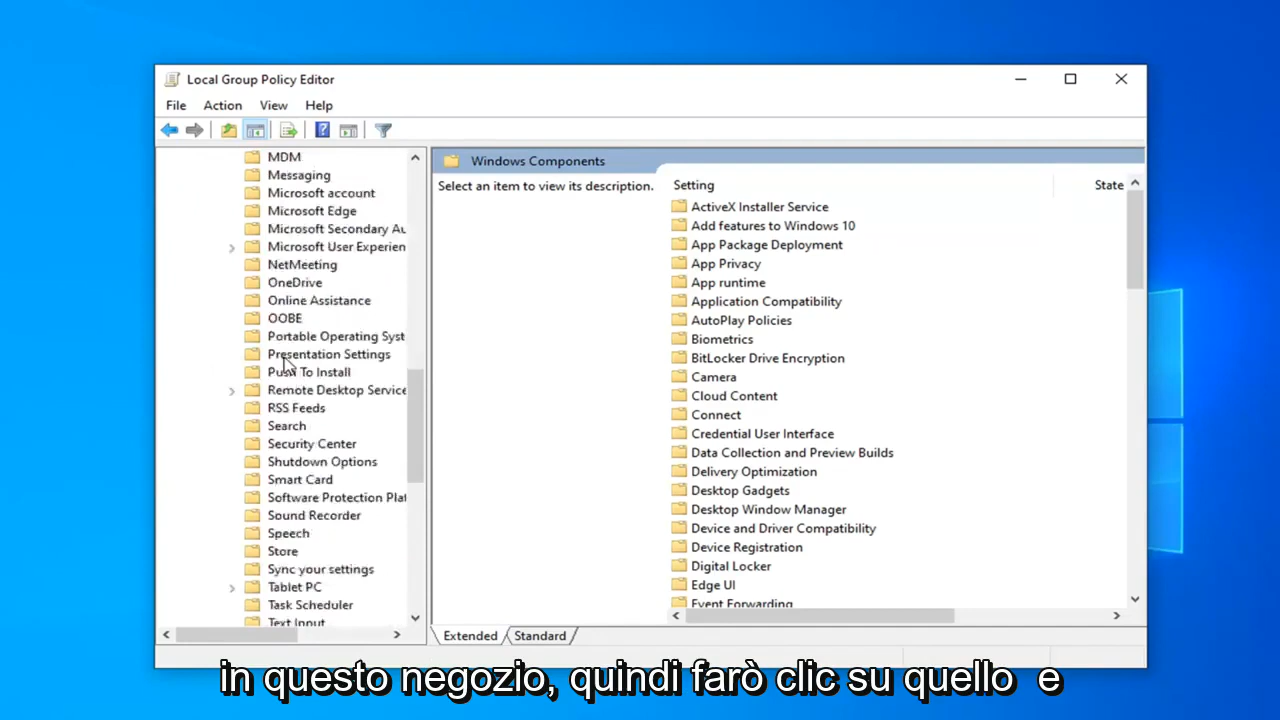 Local Group Policy Editor
File Action View Help
MDM
Messaging
Microsoft account
Microsoft Edge
Microsoft Secondary Au
Microsoft User Experien
NetMeeting
OneDrive
Online Assistance
OOBE
Portable Operating Syst
Presentation Settings
Push To Install
Remote Desktop Service
RSS Feeds
Search
Security Center
Shutdown Options
Smart Card
Software Protection Plat
Sound Recorder
Speech
Store
Sync your settings
Tablet PC
Task Scheduler
Text Input
Windows Components
Select an item to view its description.
Setting State
ActiveX Installer Service
Add features to Windows 10
App Package Deployment
App Privacy
App runtime
Application Compatibility
AutoPlay Policies
Biometrics
BitLocker Drive Encryption
Camera
Cloud Content
Connect
Credential User Interface
Data Collection and Preview Builds
Delivery Optimization
Desktop Gadgets
Desktop Window Manager
Device and Driver Compatibility
Device Registration
Digital Locker
Edge UI
Event Forwarding
Extended Standard
in questo negozio, quindi farò clic su quello e